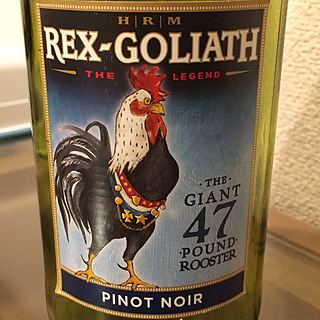 H|R|M
REX-GOLIATH
THE LEGEND
·THE·
GIANT
47
·POUND·
ROOSTER
PINOT NOIR